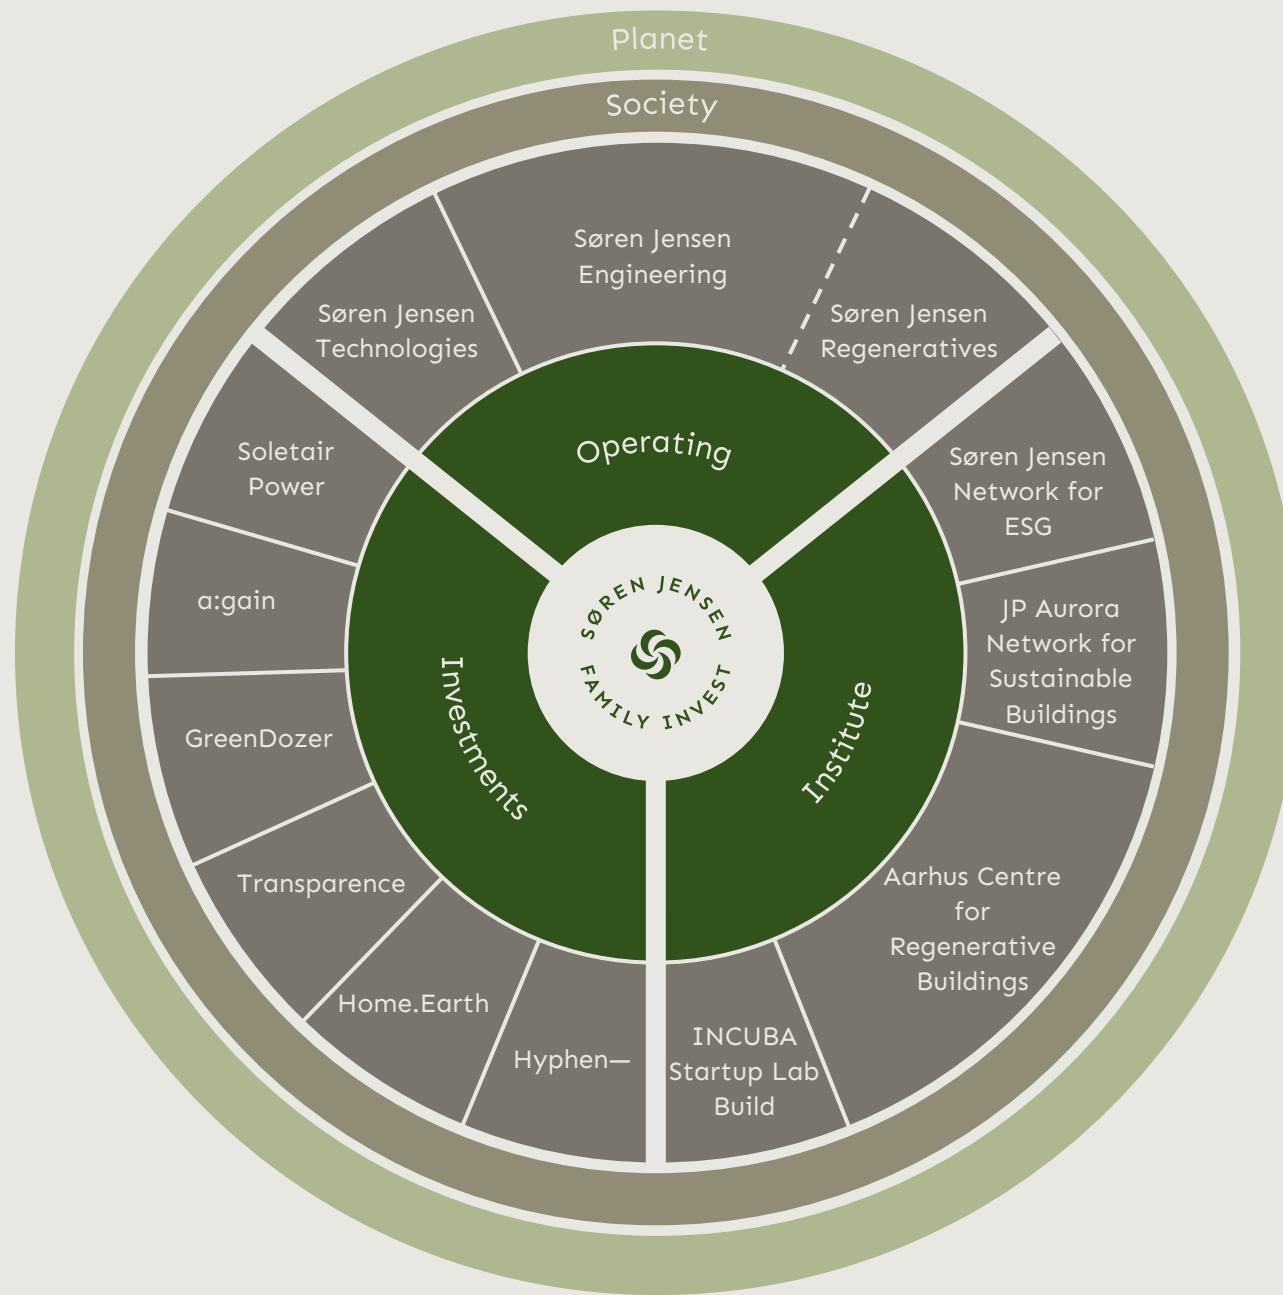 Planet
Society
Søren Jensen
Engineering
Søren Jensen
Technologies
Søren Jensen
Regeneratives
Operating
Soletair
Power
Søren Jensen
Network for
ESG
a:gain
JP Aurora
Network for
Sustainable
Buildings
SØREN JENSEN
FAMILY INVEST
Investments
Institute
GreenDozer
Transparence
Aarhus Centre
for
Regenerative
Buildings
Home.Earth
Hyphen—
INCUBA
Startup Lab
Build